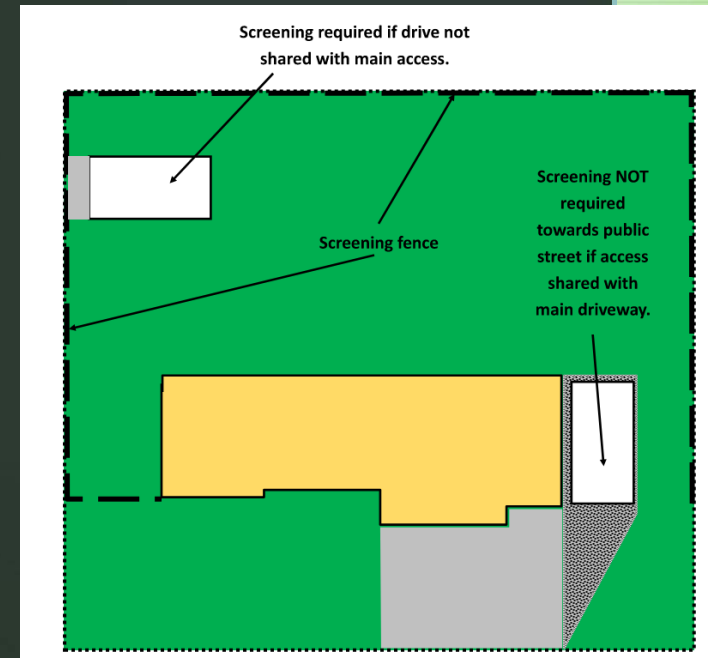 Screening required if drive not
shared with main access.
Screening NOT
required
towards public
street if access
shared with
main driveway.
Screening fence